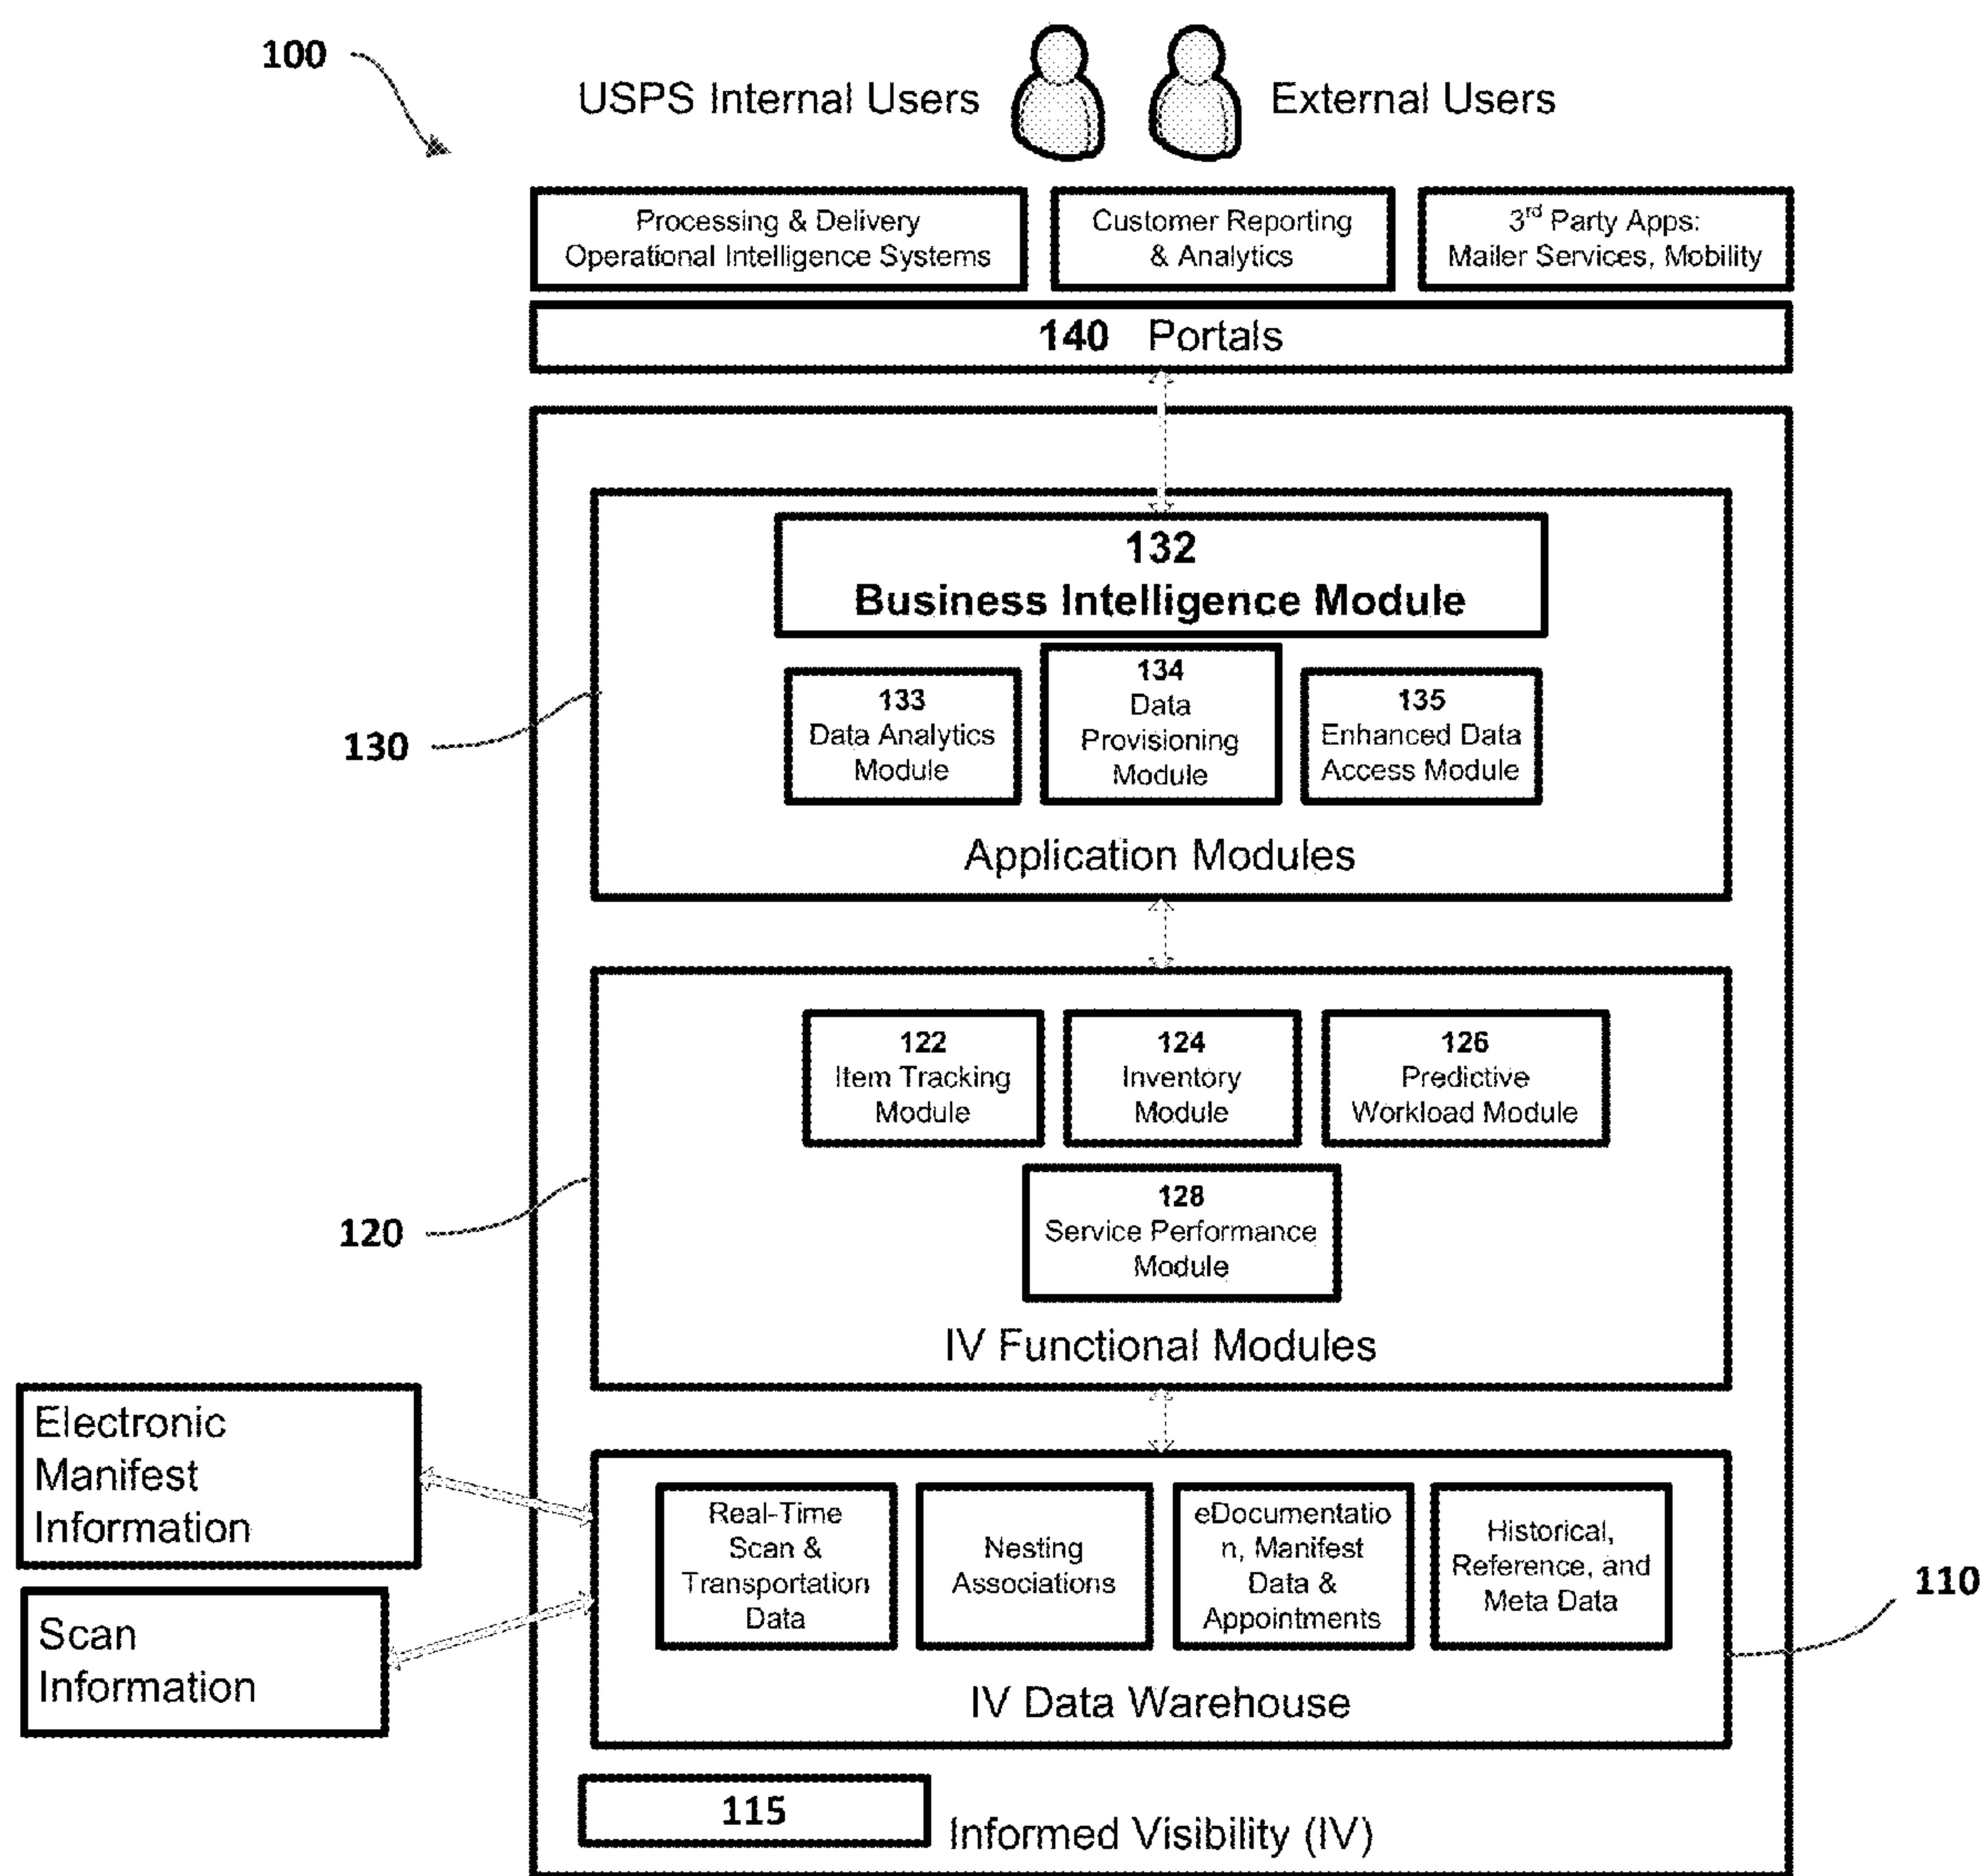 100
USPS Internal Users
External Users
Processing & Delivery
Operational Intelligence Systems
Customer Reporting
& Analytics
3rd Party Apps:
Mailer Services, Mobility
140 Portals
132
Business Intelligence Module
133
Data Analytics
Module
134
Data
Provisioning
Module
135
Enhanced Data
Access Module
130
Application Modules
122
Item Tracking
Module
124
Inventory
Module
126
Predictive
Workload Module
128
Service Performance
Module
120
IV Functional Modules
Electronic
Manifest
Information
Scan
Information
Real-Time
Scan &
Transportation
Data
Nesting
Associations
eDocumentatio
n, Manifest
Data &
Appointments
Historical,
Reference, and
Meta Data
110
IV Data Warehouse
115
Informed Visibility (IV)